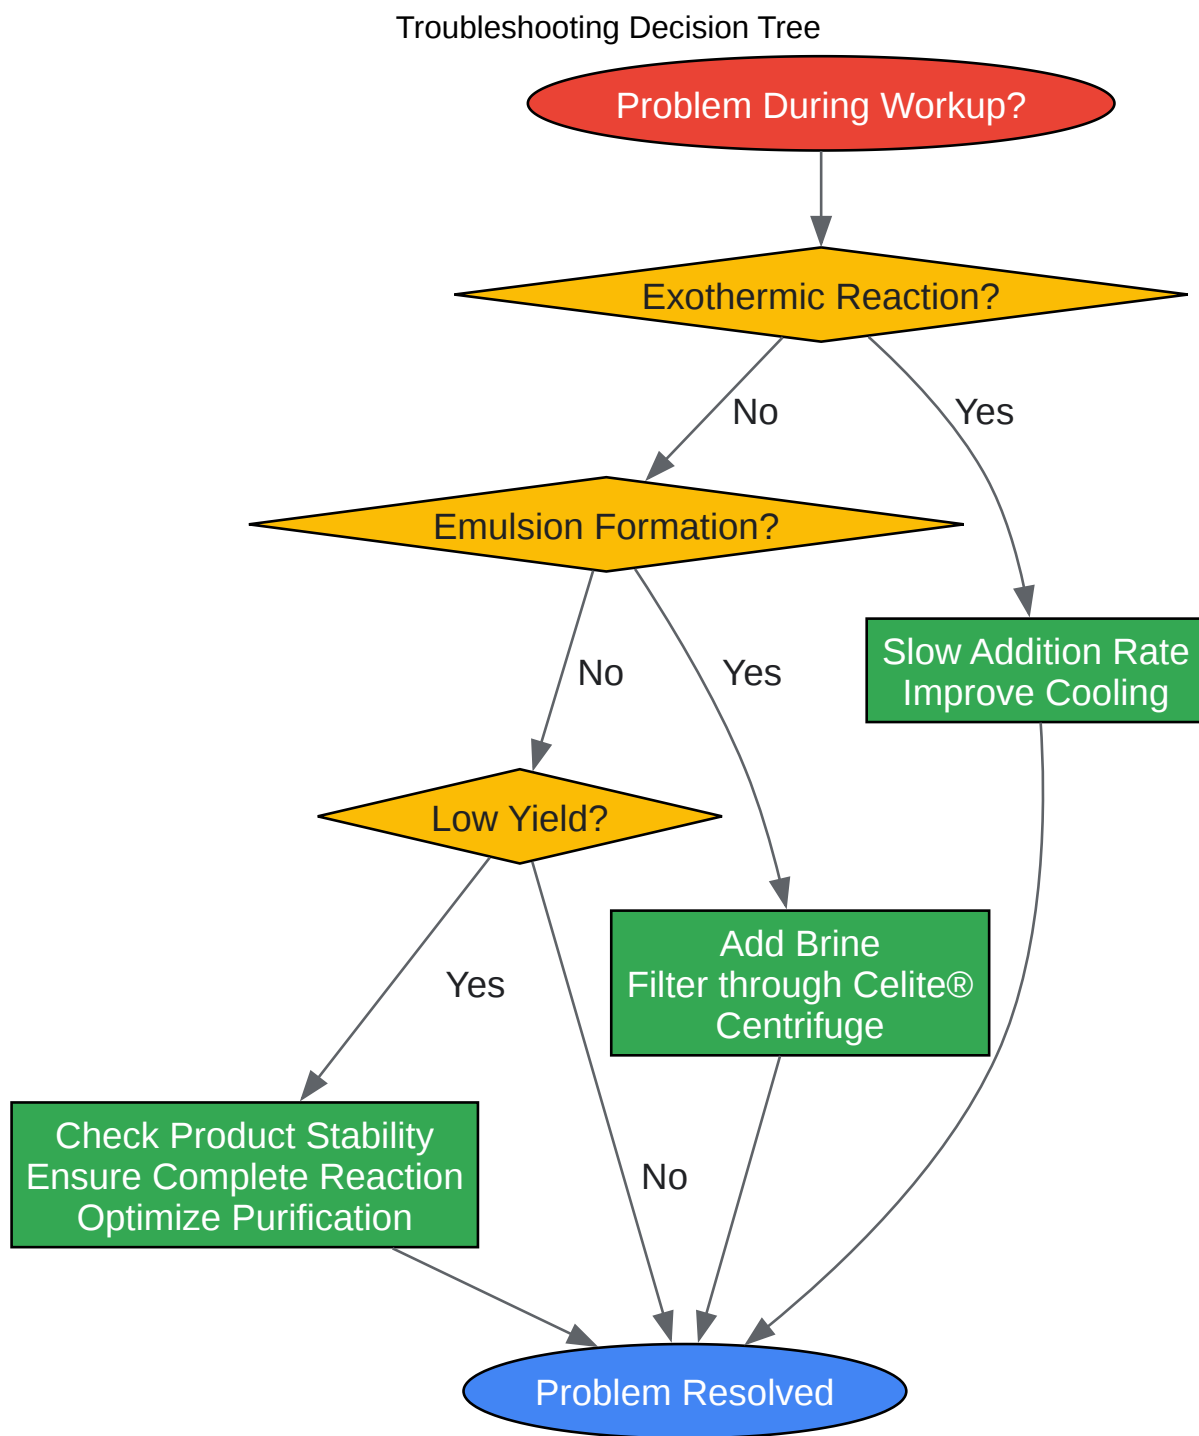 Troubleshooting Decision Tree
Problem During Workup?
Exothermic Reaction?
No
Yes
Emulsion Formation?
Slow Addition Rate
Improve Cooling
No
Yes
Low Yield?
Add Brine
Filter through Celite®
Centrifuge
Yes
Check Product Stability
Ensure Complete Reaction
Optimize Purification
No
Problem Resolved